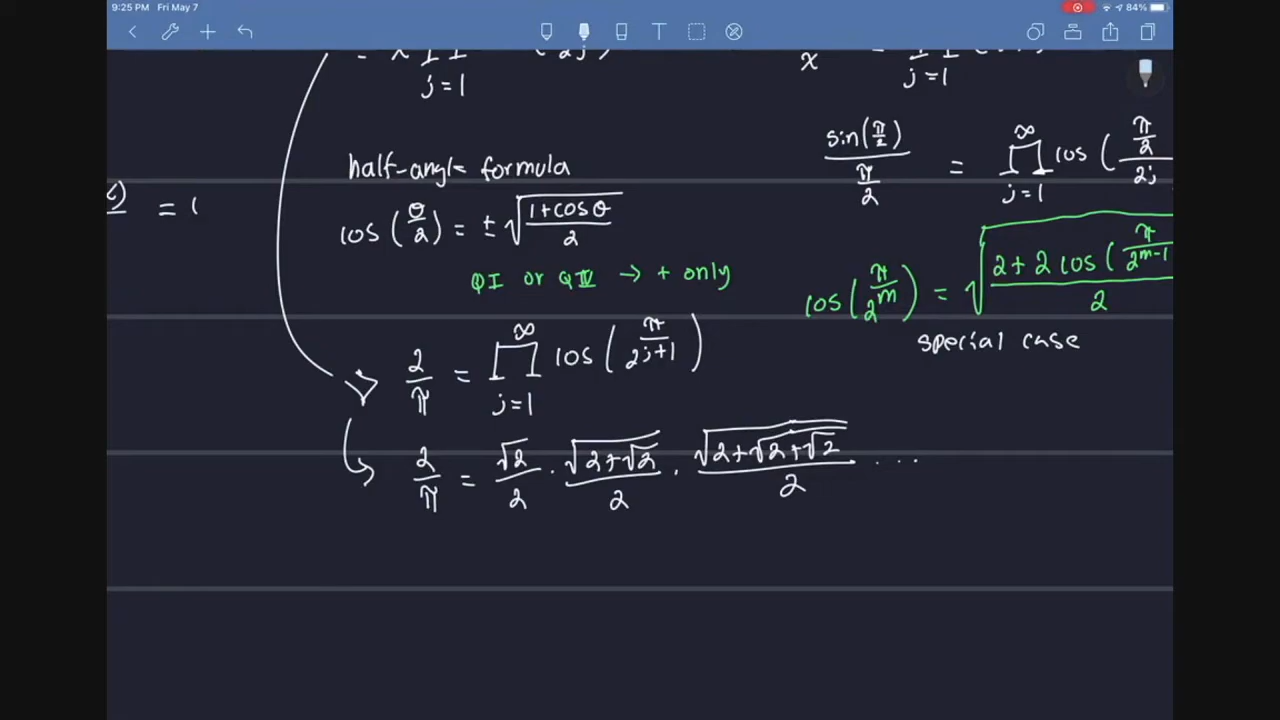 9:25 PM Fri May 7
84%
T
j=1
x
j=1
half-angle formula
cos(θ/2) = ±√((1+cosθ)/2)
QI or QIV → + only
= (
sin(π/2) / (π/2) = ∏ j=1 ∞ cos((π/2)/2j
cos(π/2^m) = √((2+2cos(π/2^(m-1)/2
special case
2/π = ∏ j=1 ∞ cos(π/2^(j+1))
2/π = √2/2 · √(2+√2)/2 · √(2+√(2+√2))/2 · ...